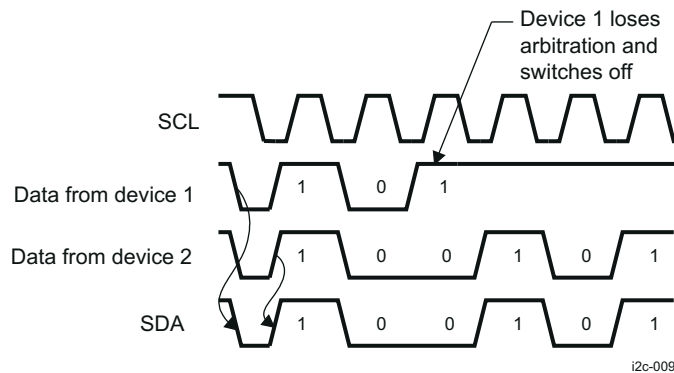 Device 1 loses
arbitration and
switches off
SCL
Data from device 1
1 0 1
Data from device 2
1 0 0 1 0 1
SDA
1 0 0 1 0 1
i2c-009